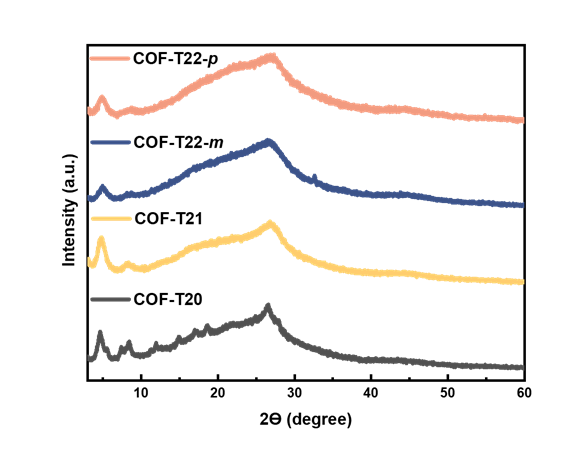 COF-T22-p
COF-T22-m
COF-T21
COF-T20
Intensity (a.u.)
10 20 30 40 50 60
2Θ (degree)